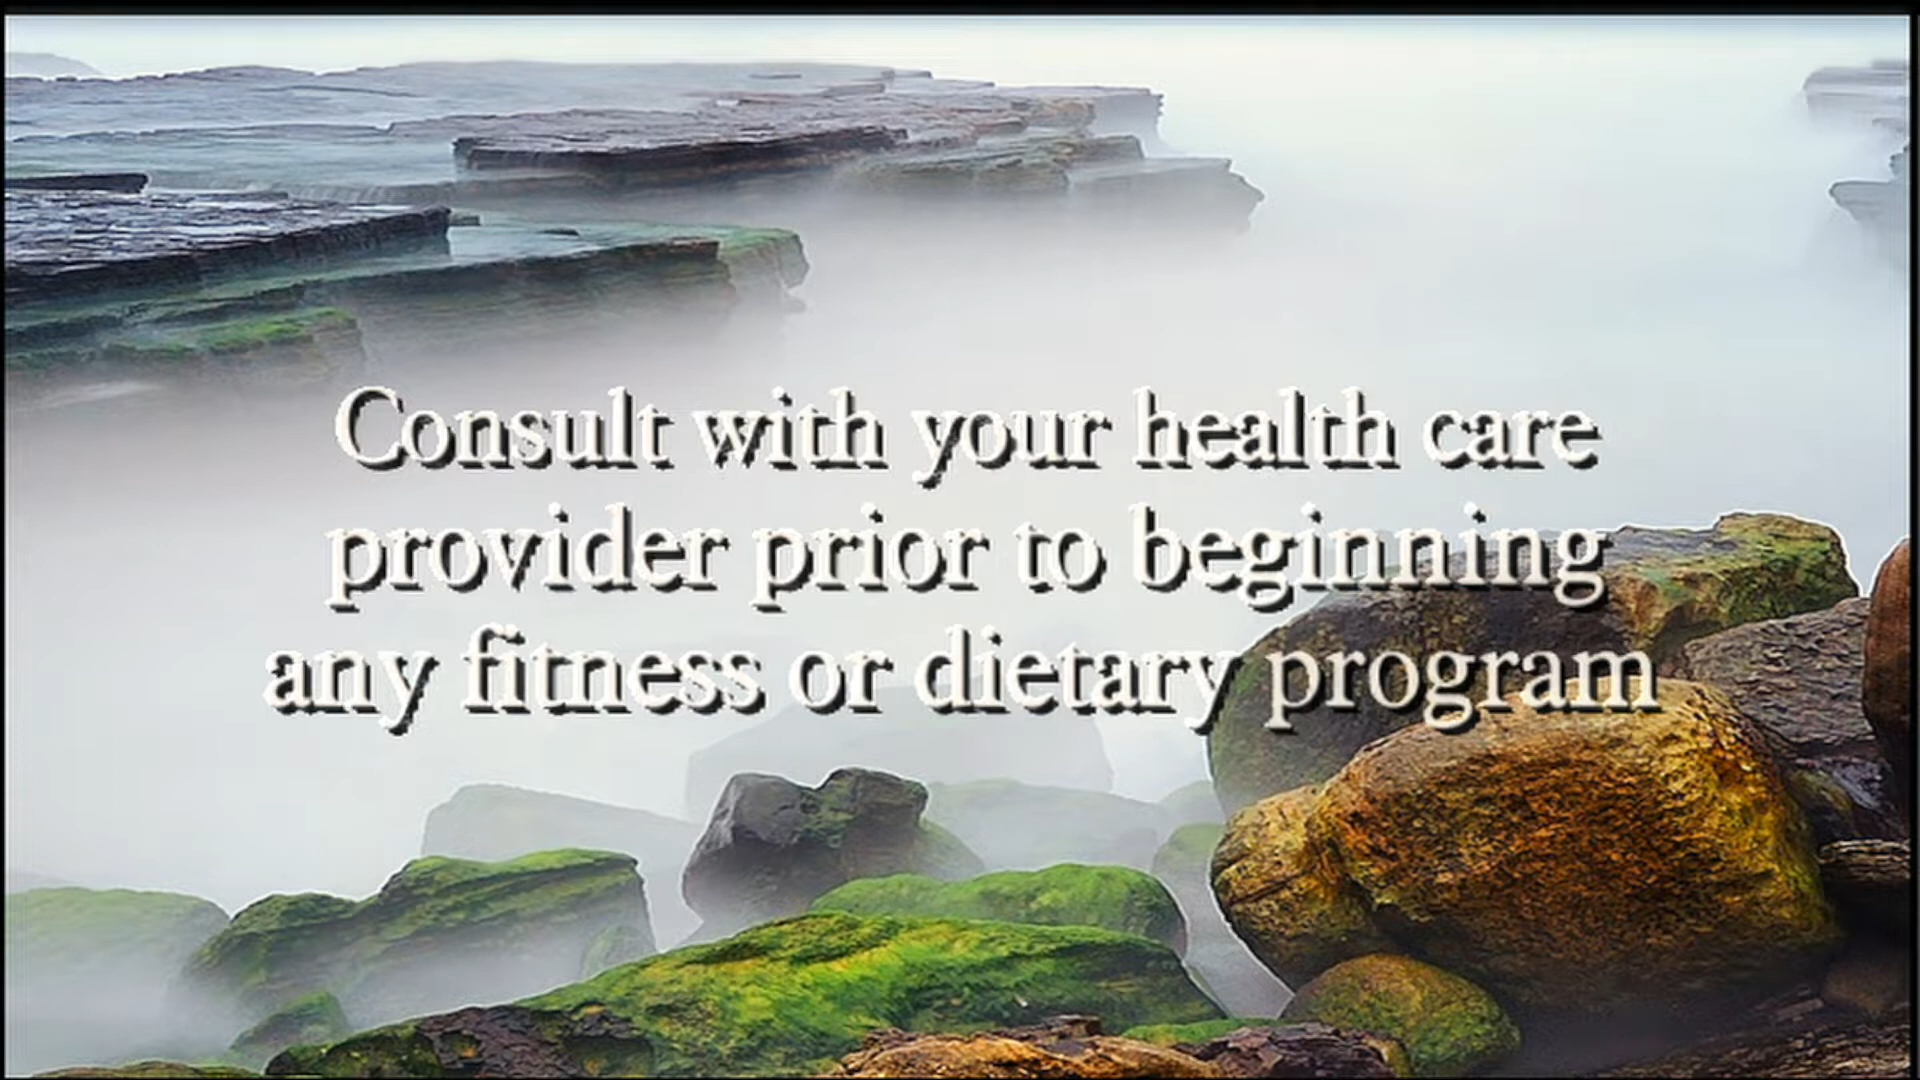 Consult with your health care
provider prior to beginning
any fitness or dietary program